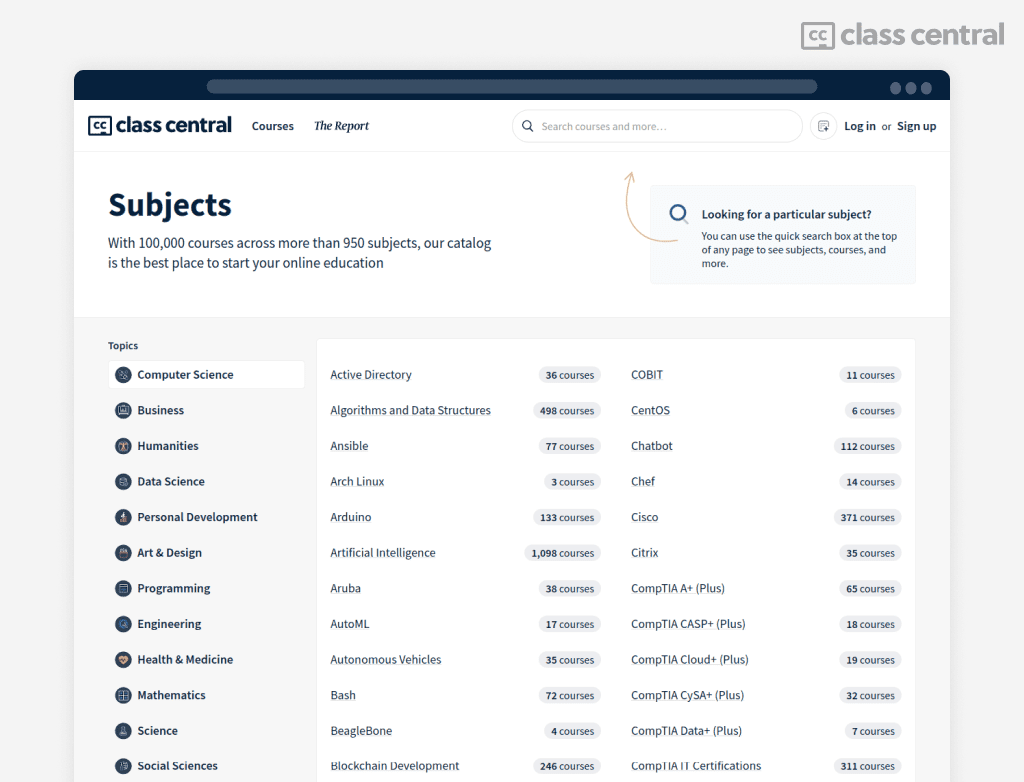 class central
class central
Courses
The Report
Search courses and more...
Log in or Sign up
Subjects
With 100,000 courses across more than 950 subjects, our catalog
is the best place to start your online education
Looking for a particular subject?
You can use the quick search box at the top
of any page to see subjects, courses, and
more.
Topics
Computer Science
Business
Humanities
Data Science
Personal Development
Art & Design
Programming
Engineering
Health & Medicine
Mathematics
Science
Social Sciences
Active Directory 36 courses
Algorithms and Data Structures 498 courses
Ansible 77 courses
Arch Linux 3 courses
Arduino 133 courses
Artificial Intelligence 1,098 courses
Aruba 38 courses
AutoML 17 courses
Autonomous Vehicles 35 courses
Bash 72 courses
BeagleBone 4 courses
Blockchain Development 246 courses
COBIT 11 courses
CentOS 6 courses
Chatbot 112 courses
Chef 14 courses
Cisco 371 courses
Citrix 35 courses
CompTIA A+ (Plus) 65 courses
CompTIA CASP+ (Plus) 18 courses
CompTIA Cloud+ (Plus) 19 courses
CompTIA CySA+ (Plus) 32 courses
CompTIA Data+ (Plus) 7 courses
CompTIA IT Certifications 311 courses